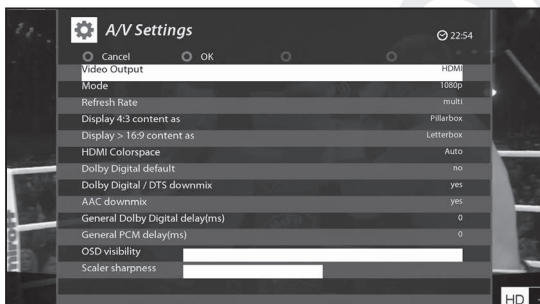 A/V Settings
22:54
Cancel OK
Video Output HDMI
Mode 1080p
Refresh Rate multi
Display 4:3 content as Pillarbox
Display > 16:9 content as Letterbox
HDMI Colorspace Auto
Dolby Digital default no
Dolby Digital / DTS downmix yes
AAC downmix yes
General Dolby Digital delay(ms) 0
General PCM delay(ms) 0
OSD visibility
Scaler sharpness
HD